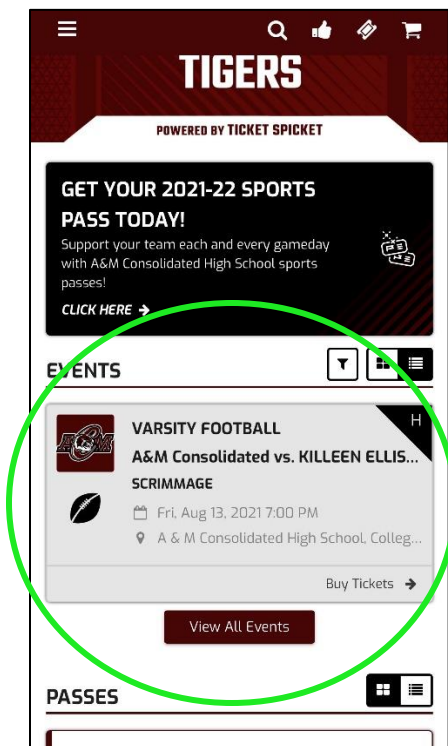 TIGERS
POWERED BY TICKET SPICKET
GET YOUR 2021-22 SPORTS
PASS TODAY!
Support your team each and every gameday
with A&M Consolidated High School sports
passes!
CLICK HERE →
EVENTS
H
VARSITY FOOTBALL
A&M Consolidated vs. KILLEEN ELLIS...
SCRIMMAGE
Fri, Aug 13, 2021 7:00 PM
A & M Consolidated High School, Colleg...
Buy Tickets →
View All Events
PASSES